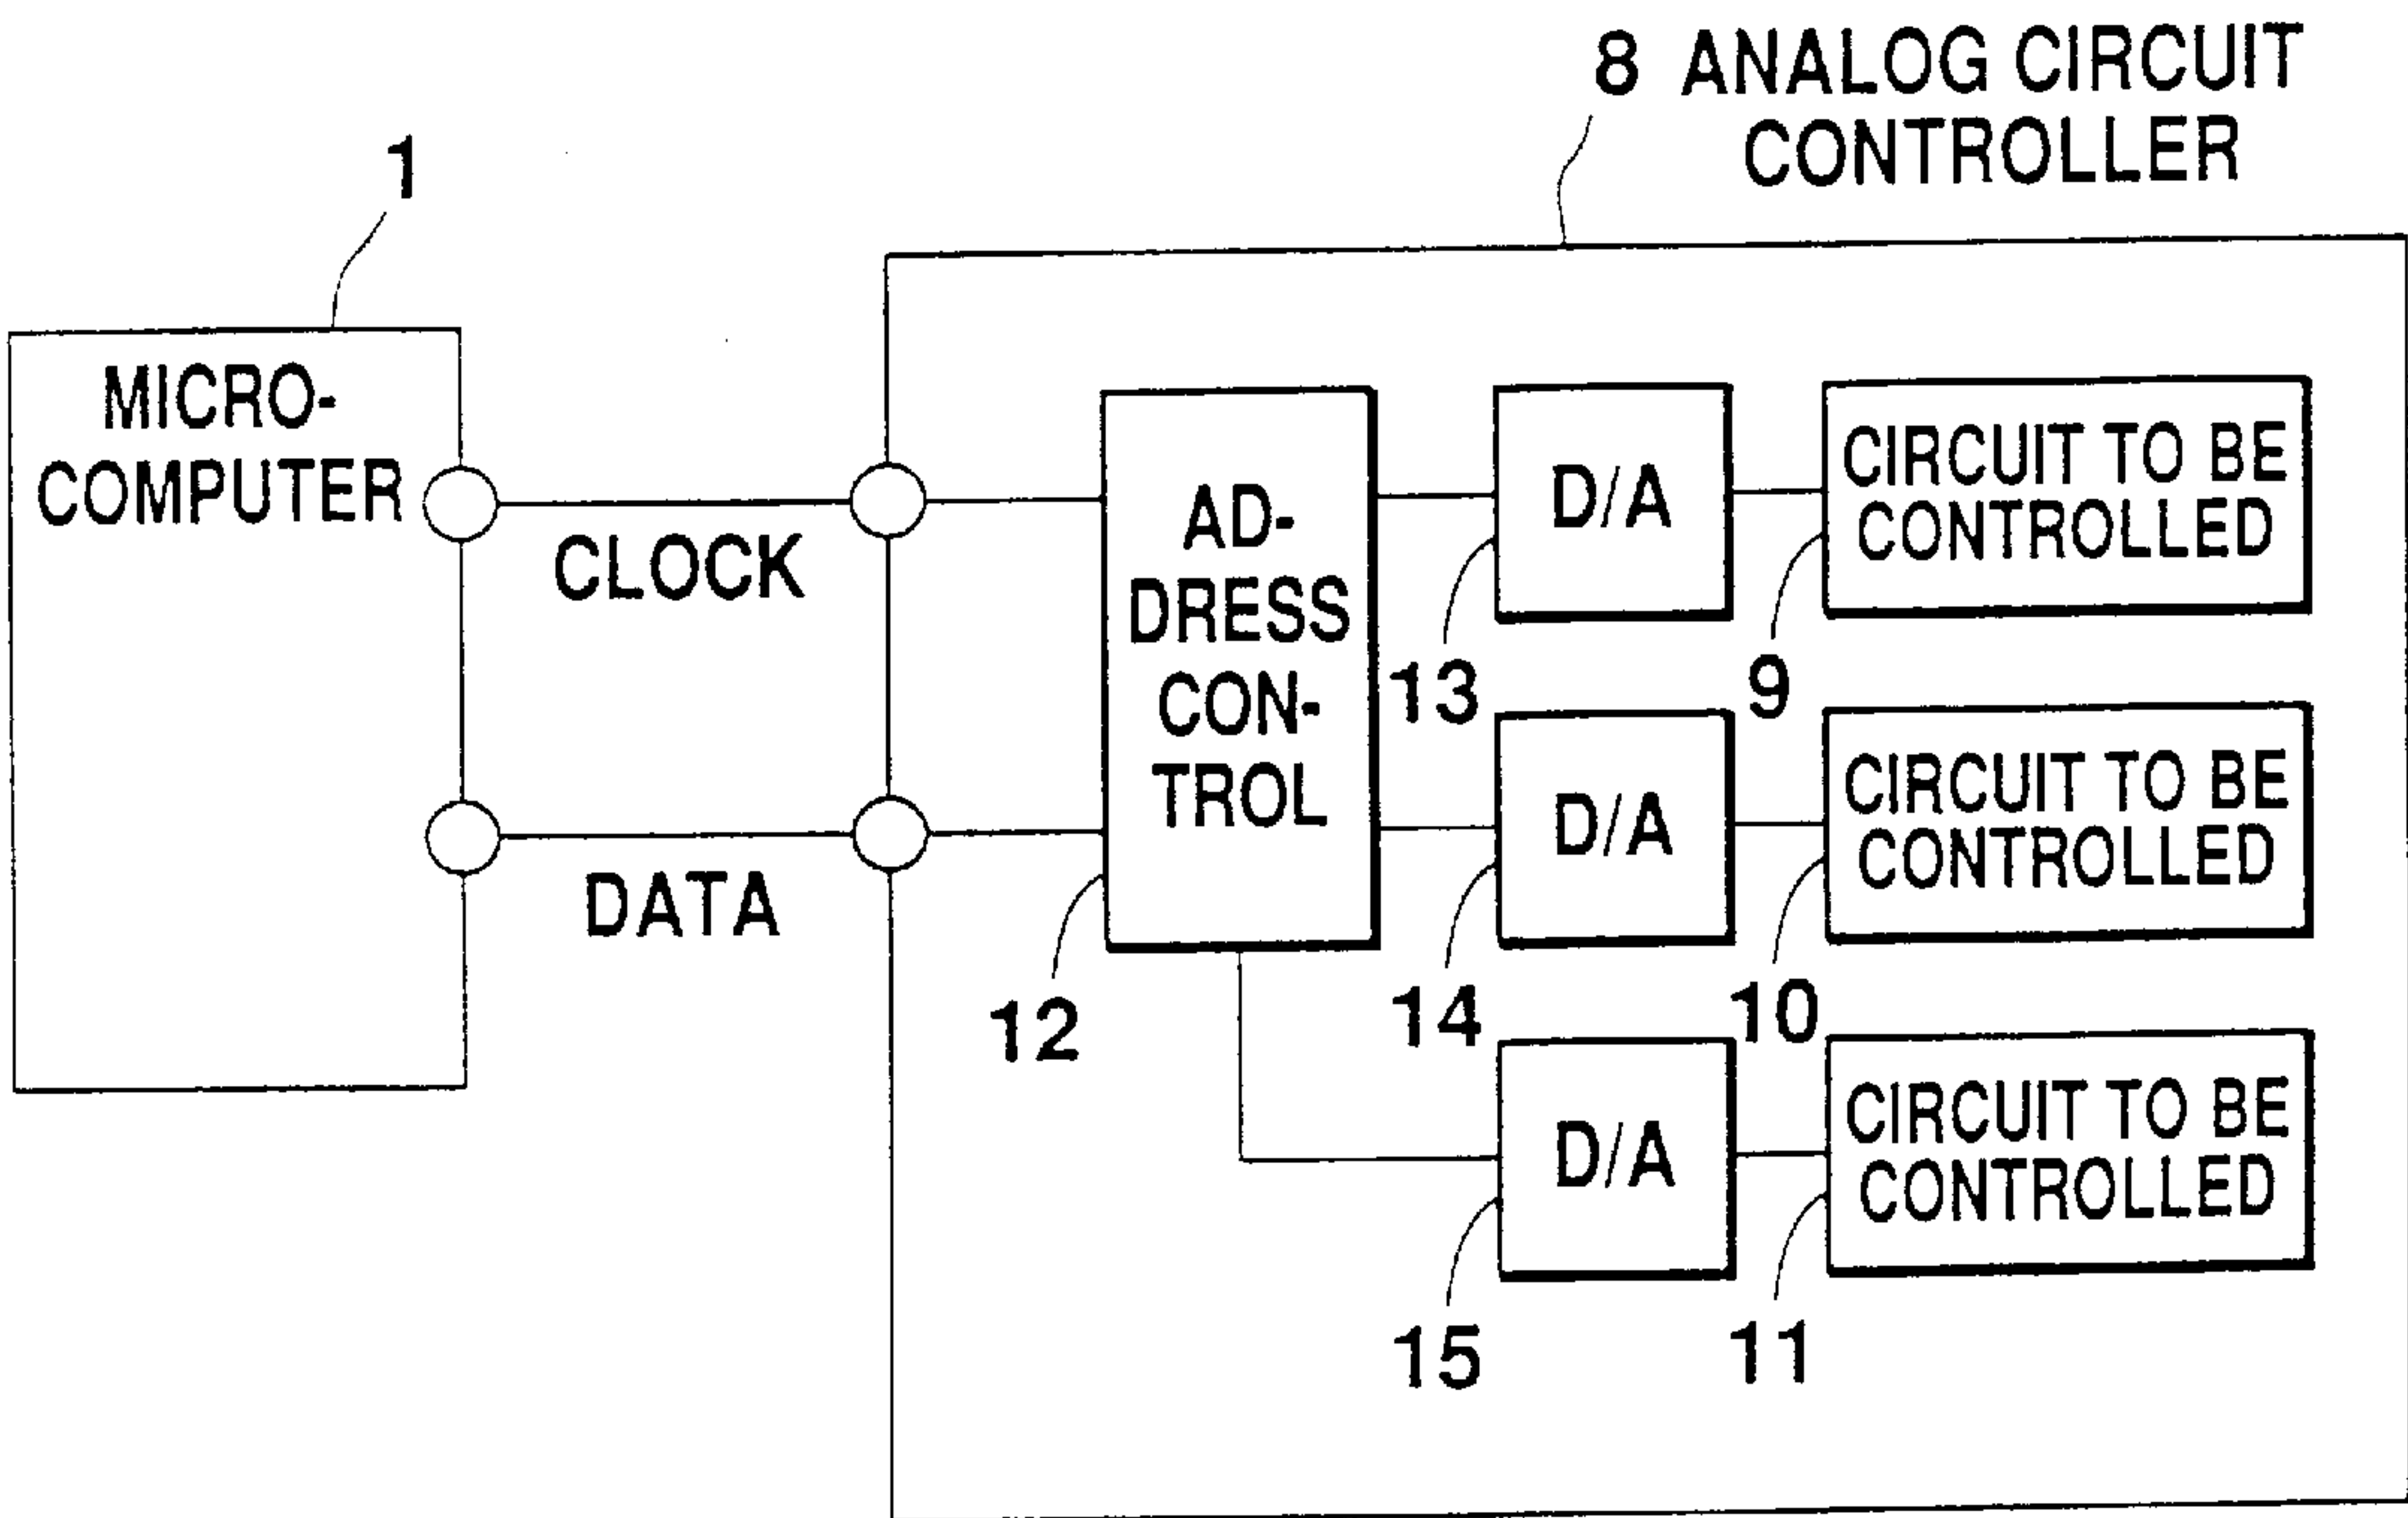 8 ANALOG CIRCUIT
CONTROLLER
1
MICRO-
COMPUTER
CLOCK
DATA
AD-
DRESS
CON-
TROL
12
D/A
13
CIRCUIT TO BE
CONTROLLED
9
D/A
14
CIRCUIT TO BE
CONTROLLED
10
D/A
15
CIRCUIT TO BE
CONTROLLED
11